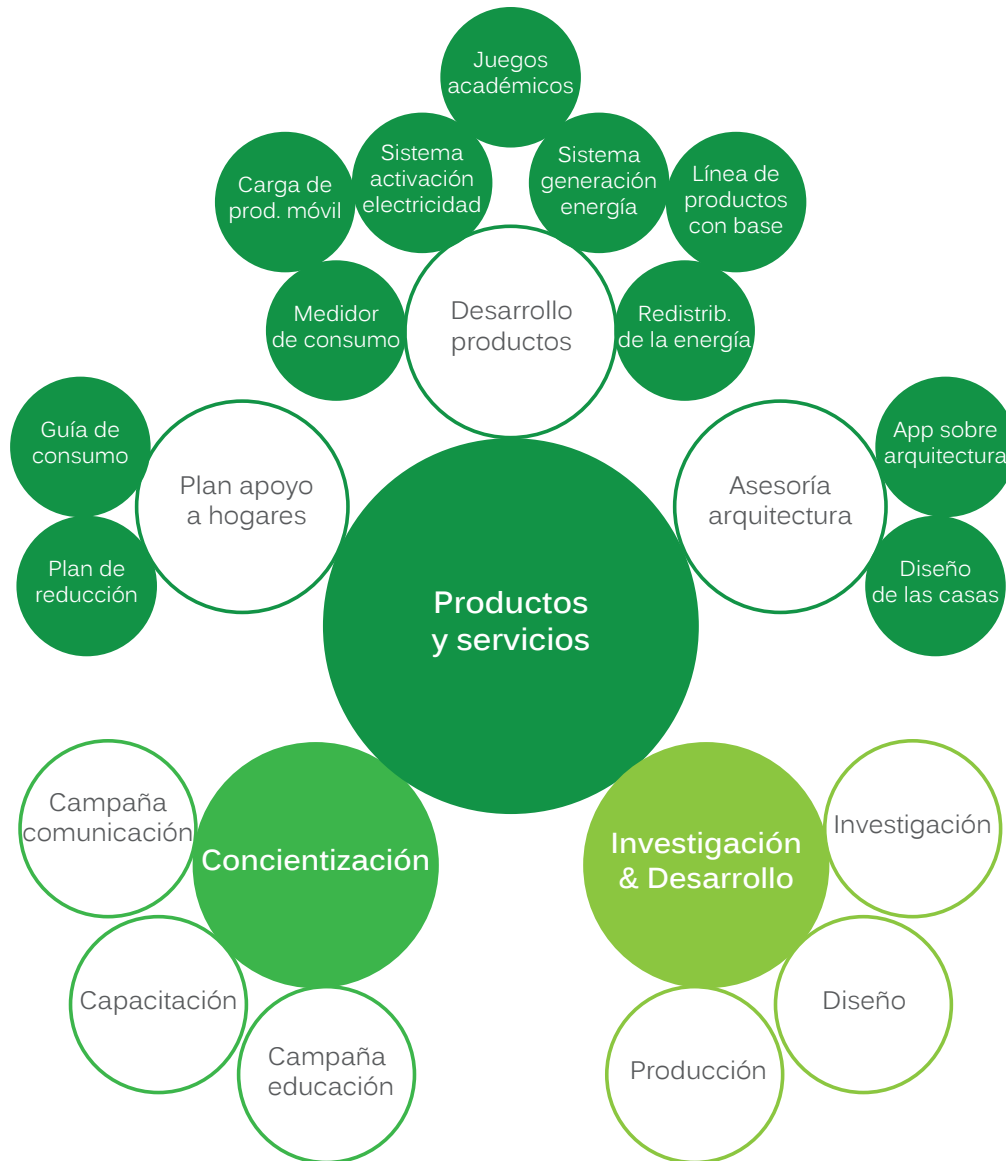 Juegos
académicos
Sistema
activación
electricidad
Sistema
generación
energía
Carga de
prod. móvil
Línea de
productos
con base
Medidor
de consumo
Desarrollo
productos
Redistrib.
de la energía
Guía de
consumo
Plan apoyo
a hogares
Asesoría
arquitectura
App sobre
arquitectura
Plan de
reducción
Diseño
de las casas
Productos
y servicios
Campaña
comunicación
Concientización
Investigación
& Desarrollo
Investigación
Capacitación
Diseño
Campaña
educación
Producción